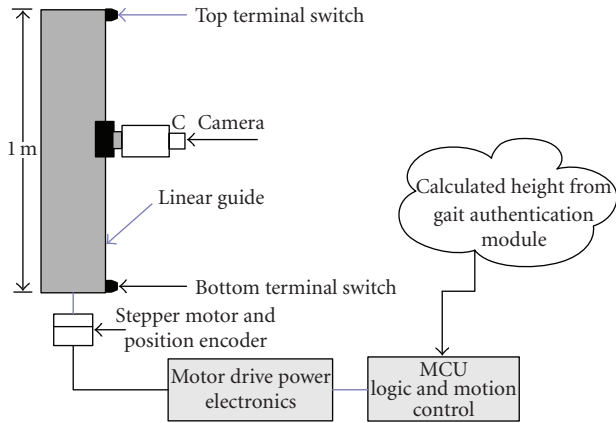 Top terminal switch
C Camera
1 m
Calculated height from
gait authentication
module
Linear guide
Bottom terminal switch
Stepper motor and
position encoder
Motor drive power
electronics
MCU
logic and motion
control